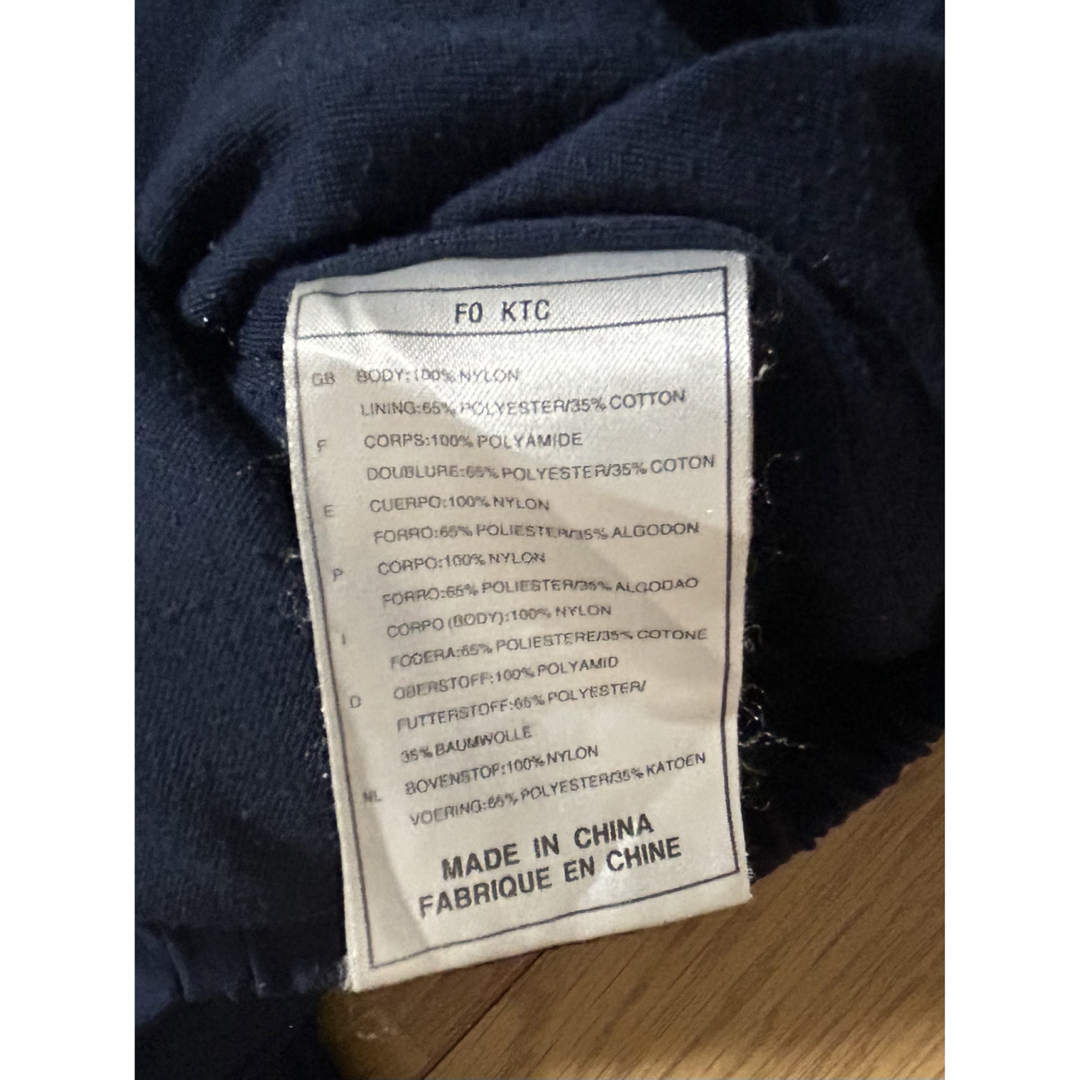 FO KTC
GB BODY:100% NYLON
LINING:65% POLYESTER/35% COTTON
F CORPS:100% POLYAMIDE
DOUBLURE:65% POLYESTER/35% COTON
E CUERPO:100% NYLON
FORRO:65% POLIESTER/35% ALGODON
P CORPO:100% NYLON
FORRO:65% POLIESTER/35% ALGODAO
I CORPO (BODY):100% NYLON
FODERA:65% POLIESTERE/35% COTONE
D OBERSTOFF:100% POLYAMID
FUTTERSTOFF:65% POLYESTER/
35% BAUMWOLLE
NL BOVENSTOF:100% NYLON
VOERING:65% POLYESTER/35% KATOEN
MADE IN CHINA
FABRIQUE EN CHINE